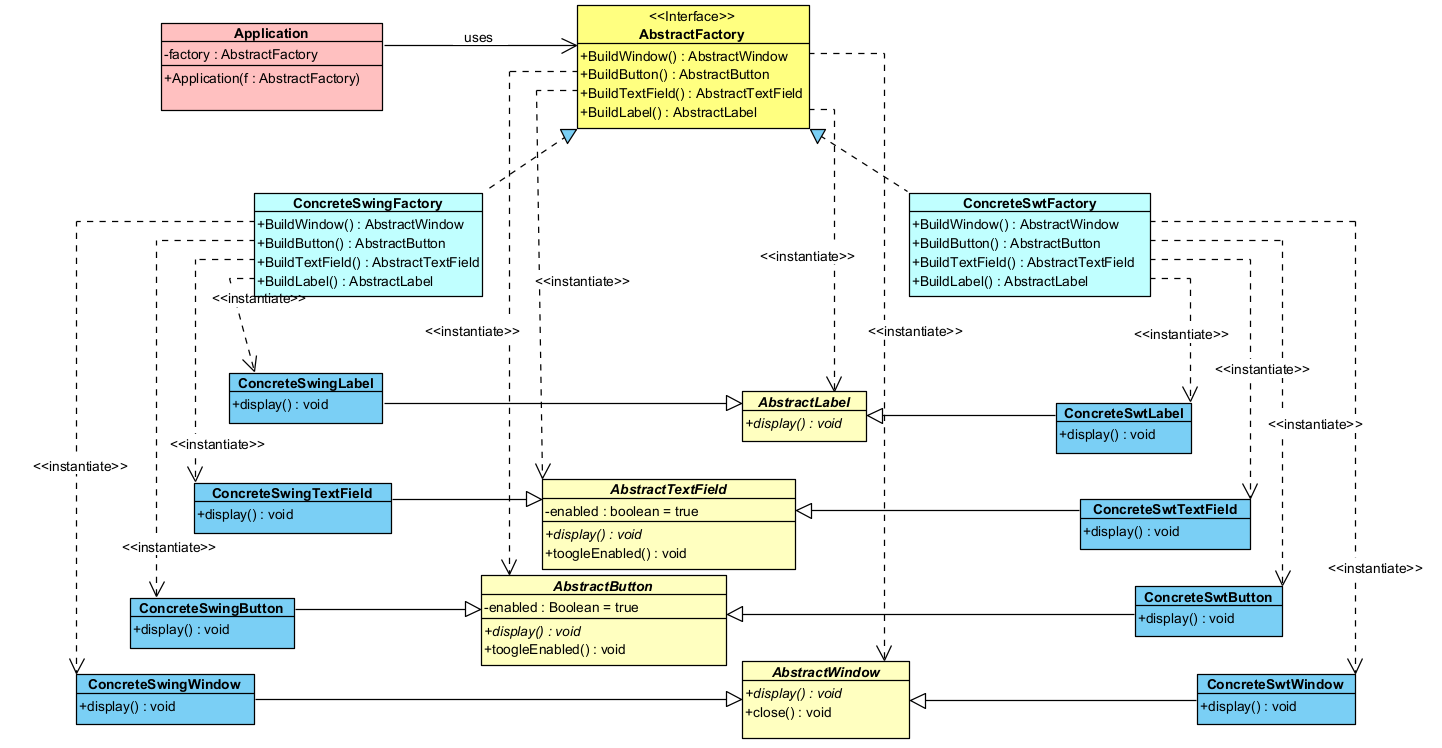 <<Interface>>
AbstractFactory
+BuildWindow() : AbstractWindow
+BuildButton() : AbstractButton
+BuildTextField() : AbstractTextField
+BuildLabel() : AbstractLabel
Application
-factory : AbstractFactory
+Application(f : AbstractFactory)
uses
ConcreteSwingFactory
+BuildWindow() : AbstractWindow
+BuildButton() : AbstractButton
+BuildTextField() : AbstractTextField
+BuildLabel() : AbstractLabel
ConcreteSwtFactory
+BuildWindow() : AbstractWindow
+BuildButton() : AbstractButton
+BuildTextField() : AbstractTextField
+BuildLabel() : AbstractLabel
<<instantiate>>
<<instantiate>>
<<instantiate>>
<<instantiate>>
<<instantiate>>
<<instantiate>>
<<instantiate>>
<<instantiate>>
<<instantiate>>
<<instantiate>>
<<instantiate>>
<<instantiate>>
ConcreteSwingLabel
+display() : void
AbstractLabel
+display() : void
ConcreteSwtLabel
+display() : void
ConcreteSwingTextField
+display() : void
AbstractTextField
-enabled : boolean = true
+display() : void
+toogleEnabled() : void
ConcreteSwtTextField
+display() : void
ConcreteSwingButton
+display() : void
AbstractButton
-enabled : Boolean = true
+display() : void
+toogleEnabled() : void
ConcreteSwtButton
+display() : void
ConcreteSwingWindow
+display() : void
AbstractWindow
+display() : void
+close() : void
ConcreteSwtWindow
+display() : void